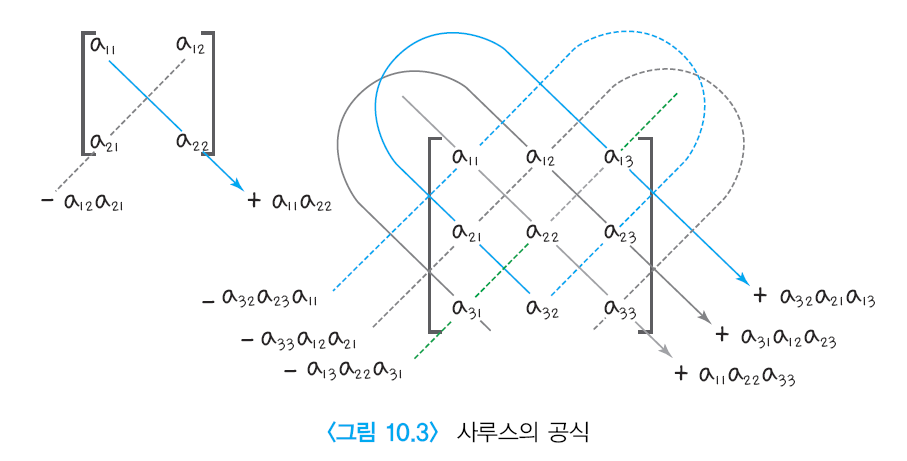 a₁₁ a₁₂
a₂₁ a₂₂
− a₁₂a₂₁ + a₁₁a₂₂
a₁₁ a₁₂ a₁₃
a₂₁ a₂₂ a₂₃
a₃₁ a₃₂ a₃₃
− a₃₂a₂₃a₁₁ + a₃₂a₂₁a₁₃
− a₃₃a₁₂a₂₁ + a₃₁a₁₂a₂₃
− a₁₃a₂₂a₃₁ + a₁₁a₂₂a₃₃
〈그림 10.3〉 사루스의 공식